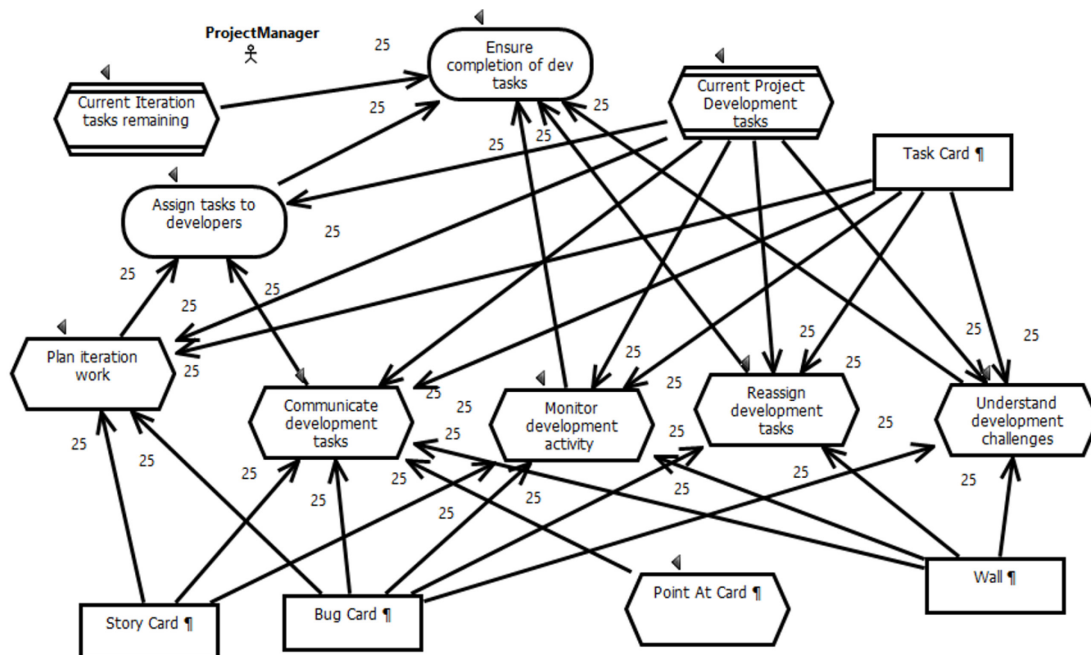 ProjectManager
25
Ensure
completion of dev
tasks
Current Iteration
tasks remaining
Current Project
Development
tasks
25
25
25
25
Task Card ¶
Assign tasks to
developers
25
25
25
25
Plan iteration
work
25
25
25
25
25
25
Communicate
development
tasks
25
25
Monitor
development
activity
25
Reassign
development
tasks
25
Understand
development
challenges
25
25
25
25
25
25
25
25
25
25
25
25
Story Card ¶
Bug Card ¶
Point At Card ¶
Wall ¶